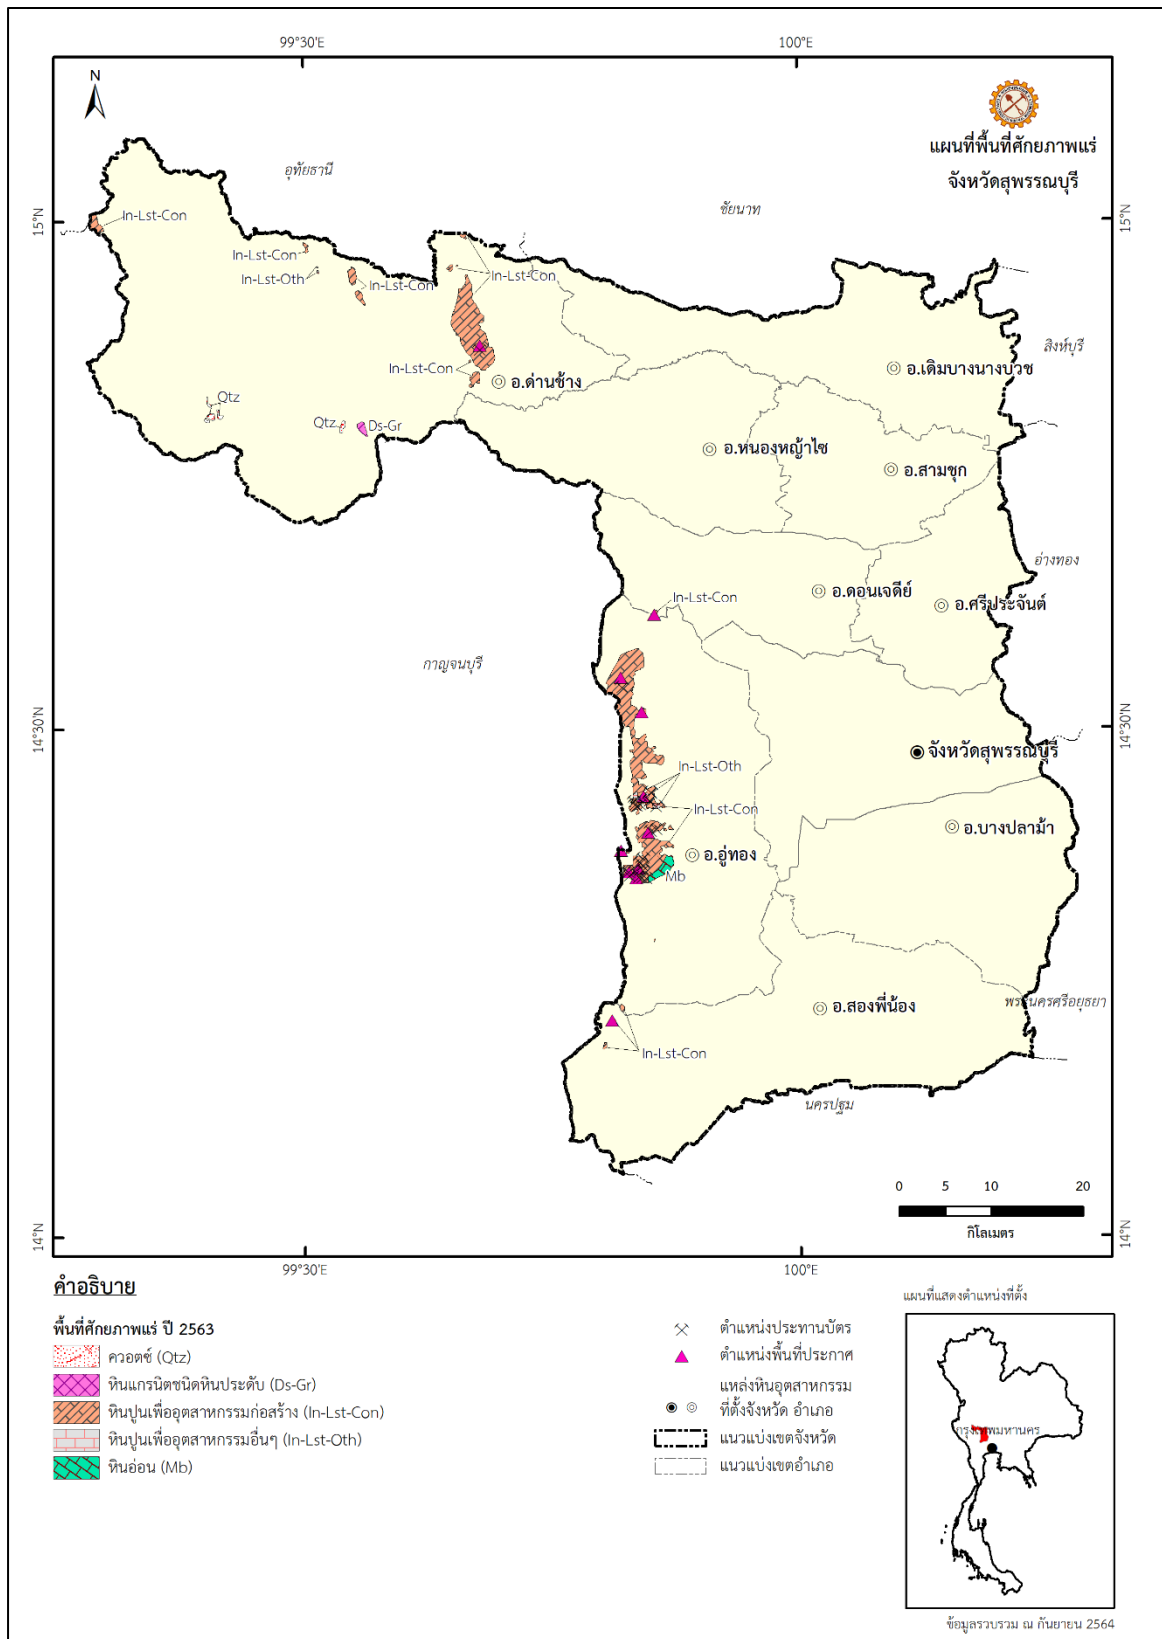 99°30'E
100°E
N
แผนที่พื้นที่ศักยภาพแร่
จังหวัดสุพรรณบุรี
อุทัยธานี
ชัยนาท
15°N
15°N
In-Lst-Con
In-Lst-Con
In-Lst-Oth
In-Lst-Con
In-Lst-Con
สิงห์บุรี
In-Lst-Con
อ.ด่านช้าง
อ.เดิมบางนางบวช
Qtz
Qtz
Ds-Gr
อ.หนองหญ้าไซ
อ.สามชุก
อ่างทอง
In-Lst-Con
อ.ดอนเจดีย์
อ.ศรีประจันต์
กาญจนบุรี
14°30'N
14°30'N
จังหวัดสุพรรณบุรี
In-Lst-Oth
In-Lst-Con
อ.บางปลาม้า
อ.อู่ทอง
Mb
พระนครศรีอยุธยา
อ.สองพี่น้อง
In-Lst-Con
นครปฐม
0 5 10 20
กิโลเมตร
14°N
14°N
99°30'E
100°E
คำอธิบาย
พื้นที่ศักยภาพแร่ ปี 2563
ควอตซ์ (Qtz)
หินแกรนิตชนิดหินประดับ (Ds-Gr)
หินปูนเพื่ออุตสาหกรรมก่อสร้าง (In-Lst-Con)
หินปูนเพื่ออุตสาหกรรมอื่นๆ (In-Lst-Oth)
หินอ่อน (Mb)
ตำแหน่งประทานบัตร
ตำแหน่งพื้นที่ประกาศ
แหล่งหินอุตสาหกรรม
ที่ตั้งจังหวัด อำเภอ
แนวแบ่งเขตจังหวัด
แนวแบ่งเขตอำเภอ
แผนที่แสดงตำแหน่งที่ตั้ง
กรุงเทพมหานคร
ข้อมูลรวบรวม ณ กันยายน 2564